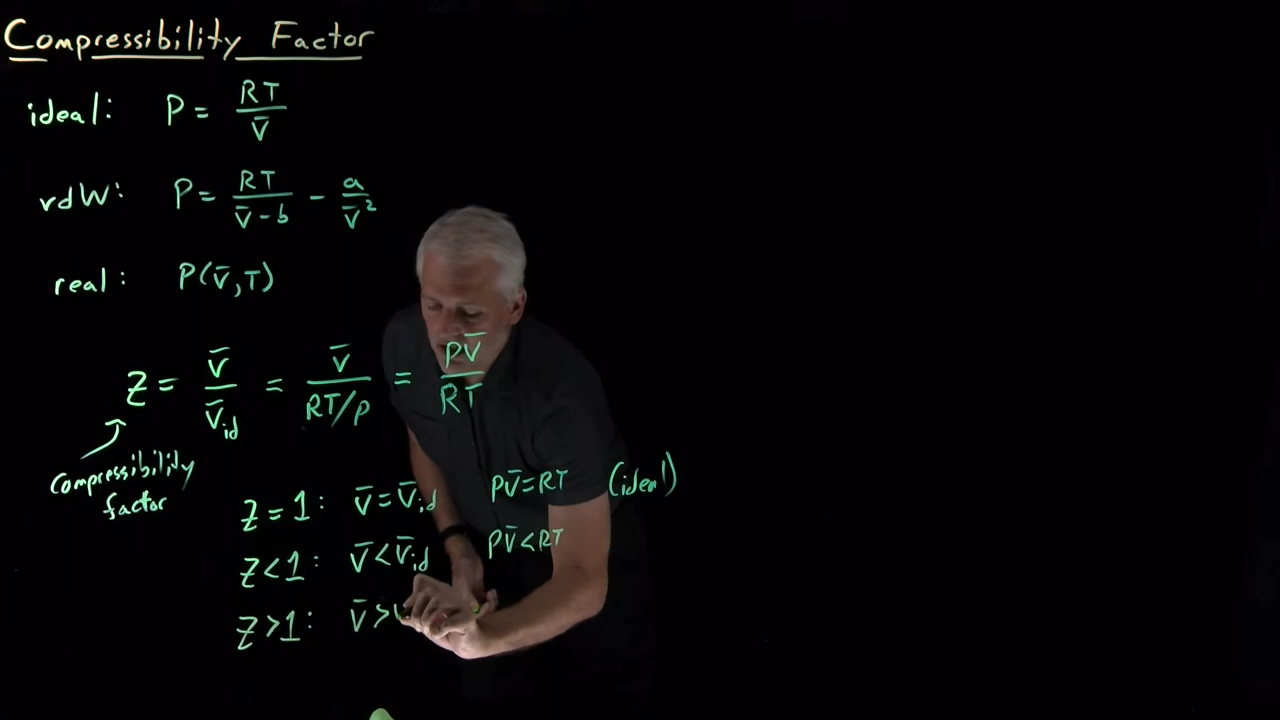 Compressibility Factor
ideal: P = RT / V̄
vdW: P = RT / (V̄ - b) - a / V̄²
real: P(V̄, T)
Z = V̄ / V̄id = V̄ / (RT/P) = PV̄ / RT
Compressibility
factor
Z = 1: V̄ = V̄id PV̄ = RT (ideal)
Z < 1: V̄ < V̄id PV̄ < RT
Z > 1: V̄ >